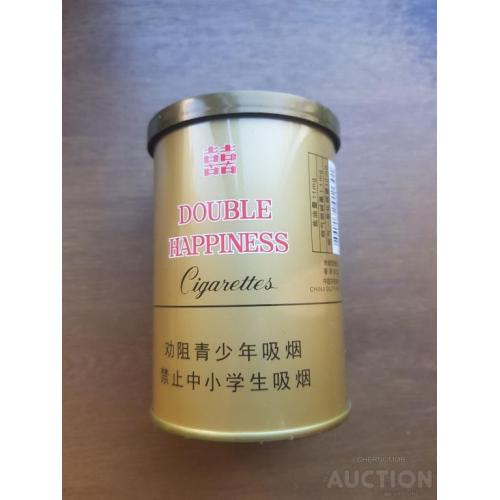 囍
DOUBLE
HAPPINESS
Cigarettes
劝阻青少年吸烟
禁止中小学生吸烟
CHERNOMOR
AUCTION